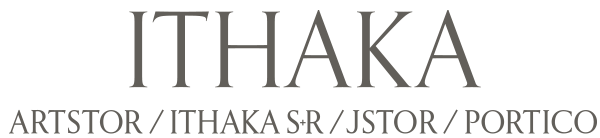 ITHAKA
ARTSTOR / ITHAKA S+R / JSTOR / PORTICO